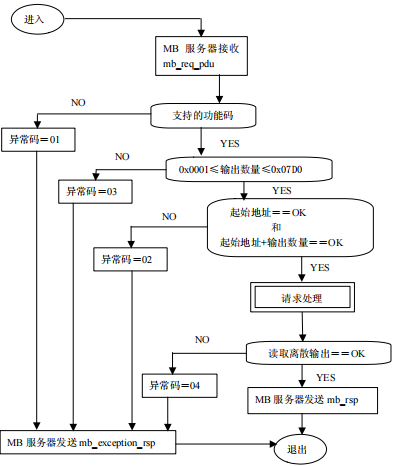 进入
MB 服务器接收
mb_req_pdu
NO
支持的功能码
异常码＝01
YES
NO
0x0001≤输出数量≤0x07D0
异常码＝03
YES
NO
起始地址＝＝OK
和
起始地址+输出数量＝＝OK
异常码＝02
YES
请求处理
NO
读取离散输出＝＝OK
异常码＝04
YES
MB 服务器发送 mb_rsp
MB 服务器发送 mb_exception_rsp
退出